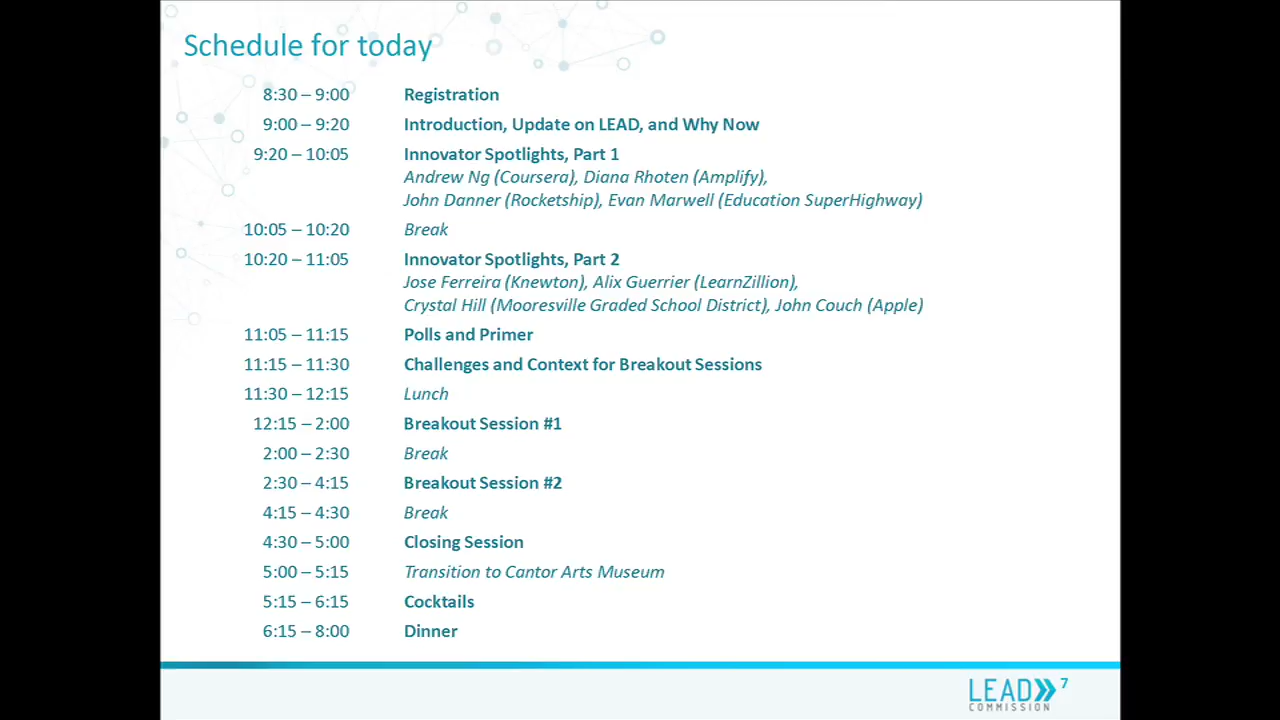 Schedule for today
8:30 – 9:00 Registration
9:00 – 9:20 Introduction, Update on LEAD, and Why Now
9:20 – 10:05 Innovator Spotlights, Part 1
Andrew Ng (Coursera), Diana Rhoten (Amplify),
John Danner (Rocketship), Evan Marwell (Education SuperHighway)
10:05 – 10:20 Break
10:20 – 11:05 Innovator Spotlights, Part 2
Jose Ferreira (Knewton), Alix Guerrier (LearnZillion),
Crystal Hill (Mooresville Graded School District), John Couch (Apple)
11:05 – 11:15 Polls and Primer
11:15 – 11:30 Challenges and Context for Breakout Sessions
11:30 – 12:15 Lunch
12:15 – 2:00 Breakout Session #1
2:00 – 2:30 Break
2:30 – 4:15 Breakout Session #2
4:15 – 4:30 Break
4:30 – 5:00 Closing Session
5:00 – 5:15 Transition to Cantor Arts Museum
5:15 – 6:15 Cocktails
6:15 – 8:00 Dinner
LEAD 7
COMMISSION